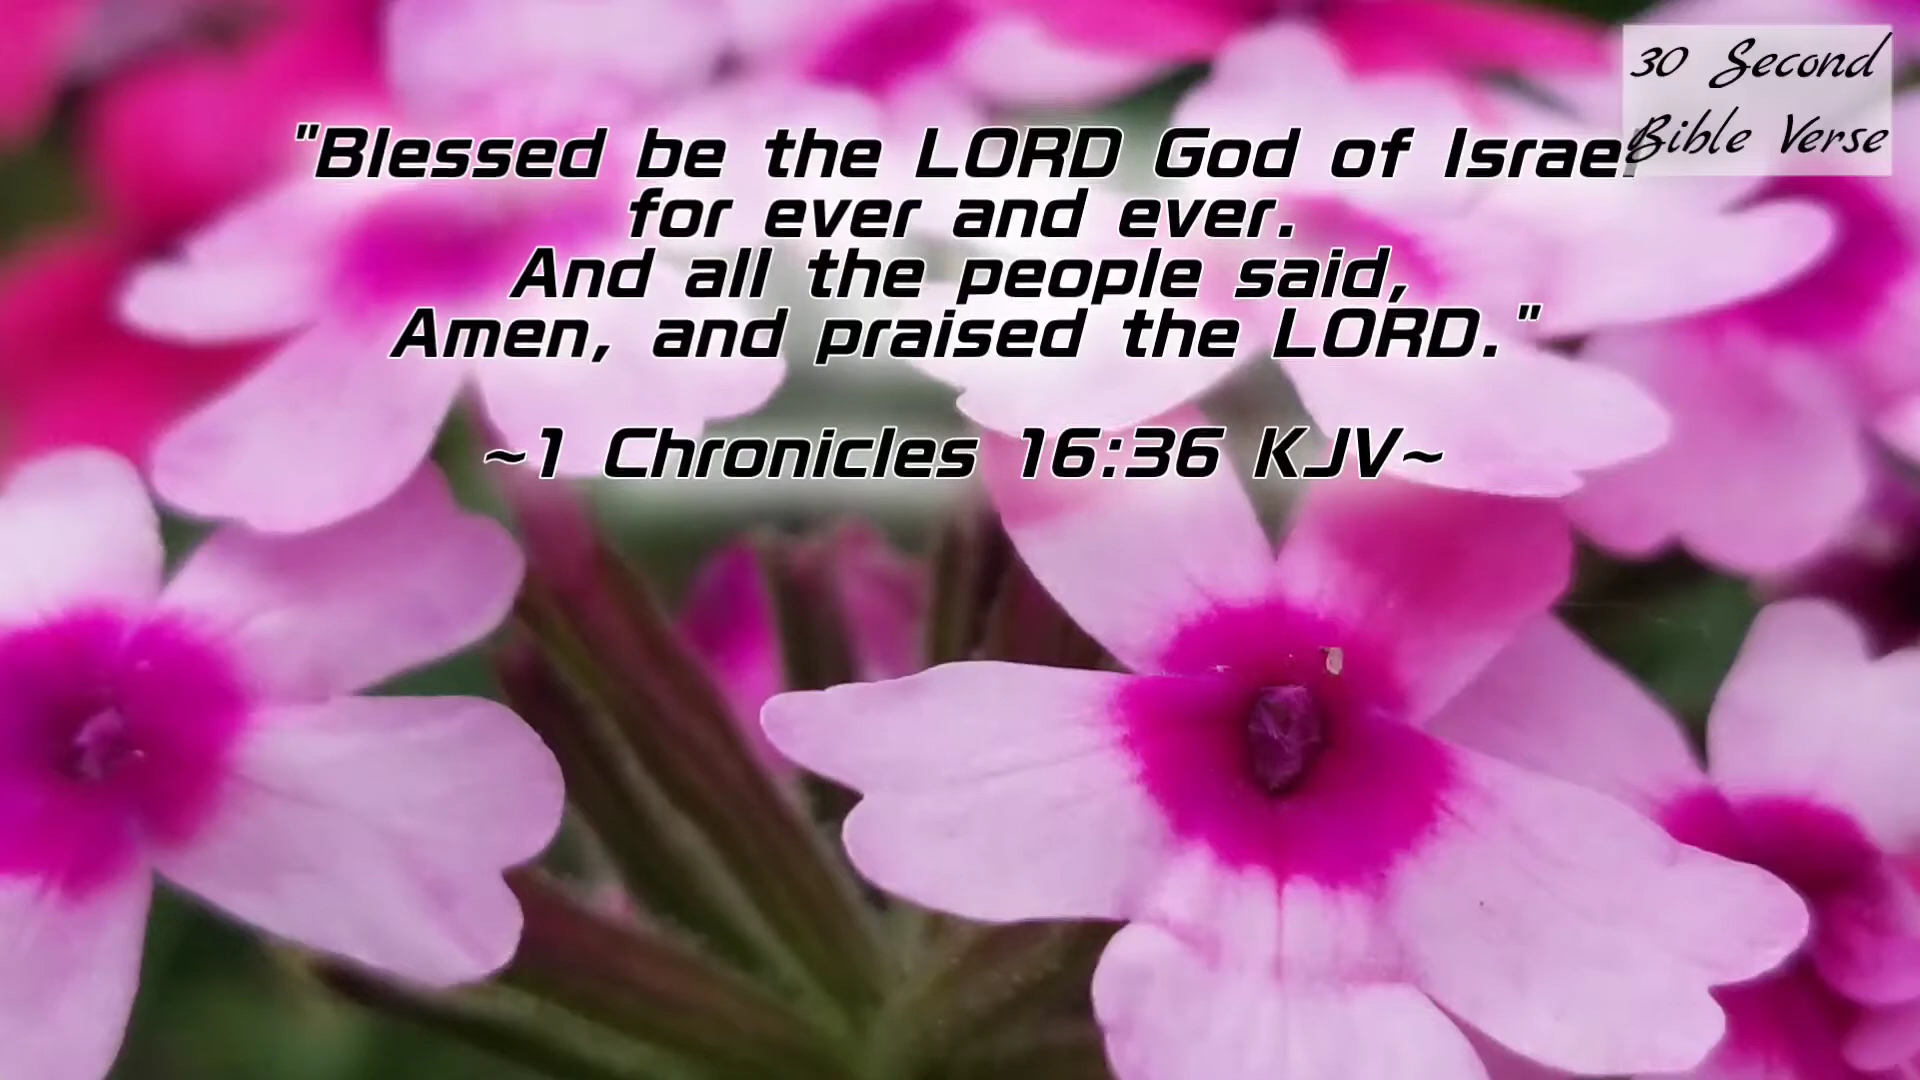 30 Second
Bible Verse
"Blessed be the LORD God of Israel
for ever and ever.
And all the people said,
Amen, and praised the LORD."
~1 Chronicles 16:36 KJV~